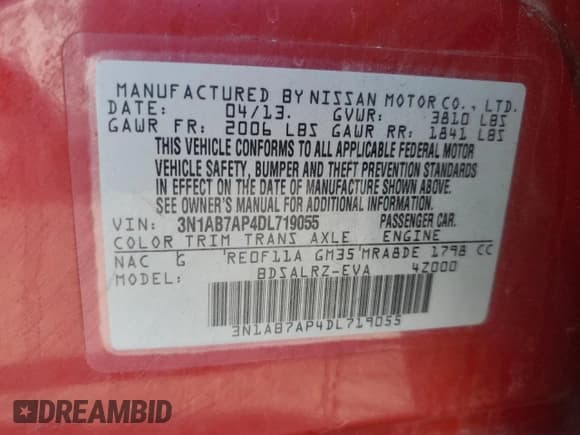 MANUFACTURED BY NISSAN MOTOR CO., LTD.
DATE: 04/13. GVWR: 3810 LBS
GAWR FR: 2006 LBS GAWR RR: 1841 LBS
THIS VEHICLE CONFORMS TO ALL APPLICABLE FEDERAL MOTOR
VEHICLE SAFETY, BUMPER AND THEFT PREVENTION STANDARDS
IN EFFECT ON THE DATE OF MANUFACTURE SHOWN ABOVE.
SEE OWNER'S MANUAL FOR ADDITIONAL INFORMATION.
VIN: 3N1AB7AP4DL719055 PASSENGER CAR.
COLOR TRIM TRANS AXLE ENGINE
NAC G 'RE0F11A GM35'MRA8DE 1798 CC
MODEL: BDSALRZ-EVA 4Z000
3N1AB7AP4DL719055
DREAMBID